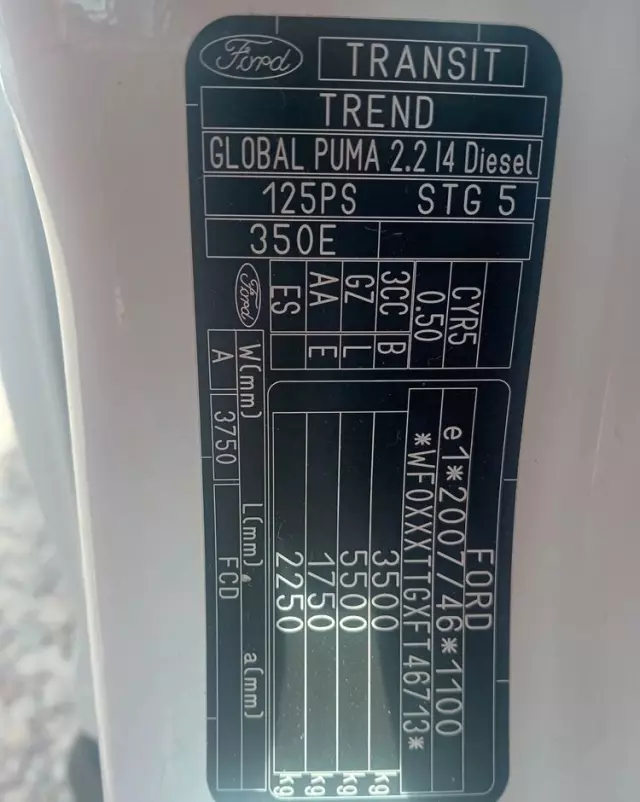 Ford TRANSIT
TREND
GLOBAL PUMA 2.2 I4 Diesel
125PS STG 5
350E
FORD
e1*2007/46*1100
*WF0XXXTTGXFT46713*
3500 kg
5500 kg
1750 kg
2250 kg
CYR5
0.50
3CC B
GZ L
AA E
ES
Ford
W(mm) L(mm) a(mm)
A 3750 FCD